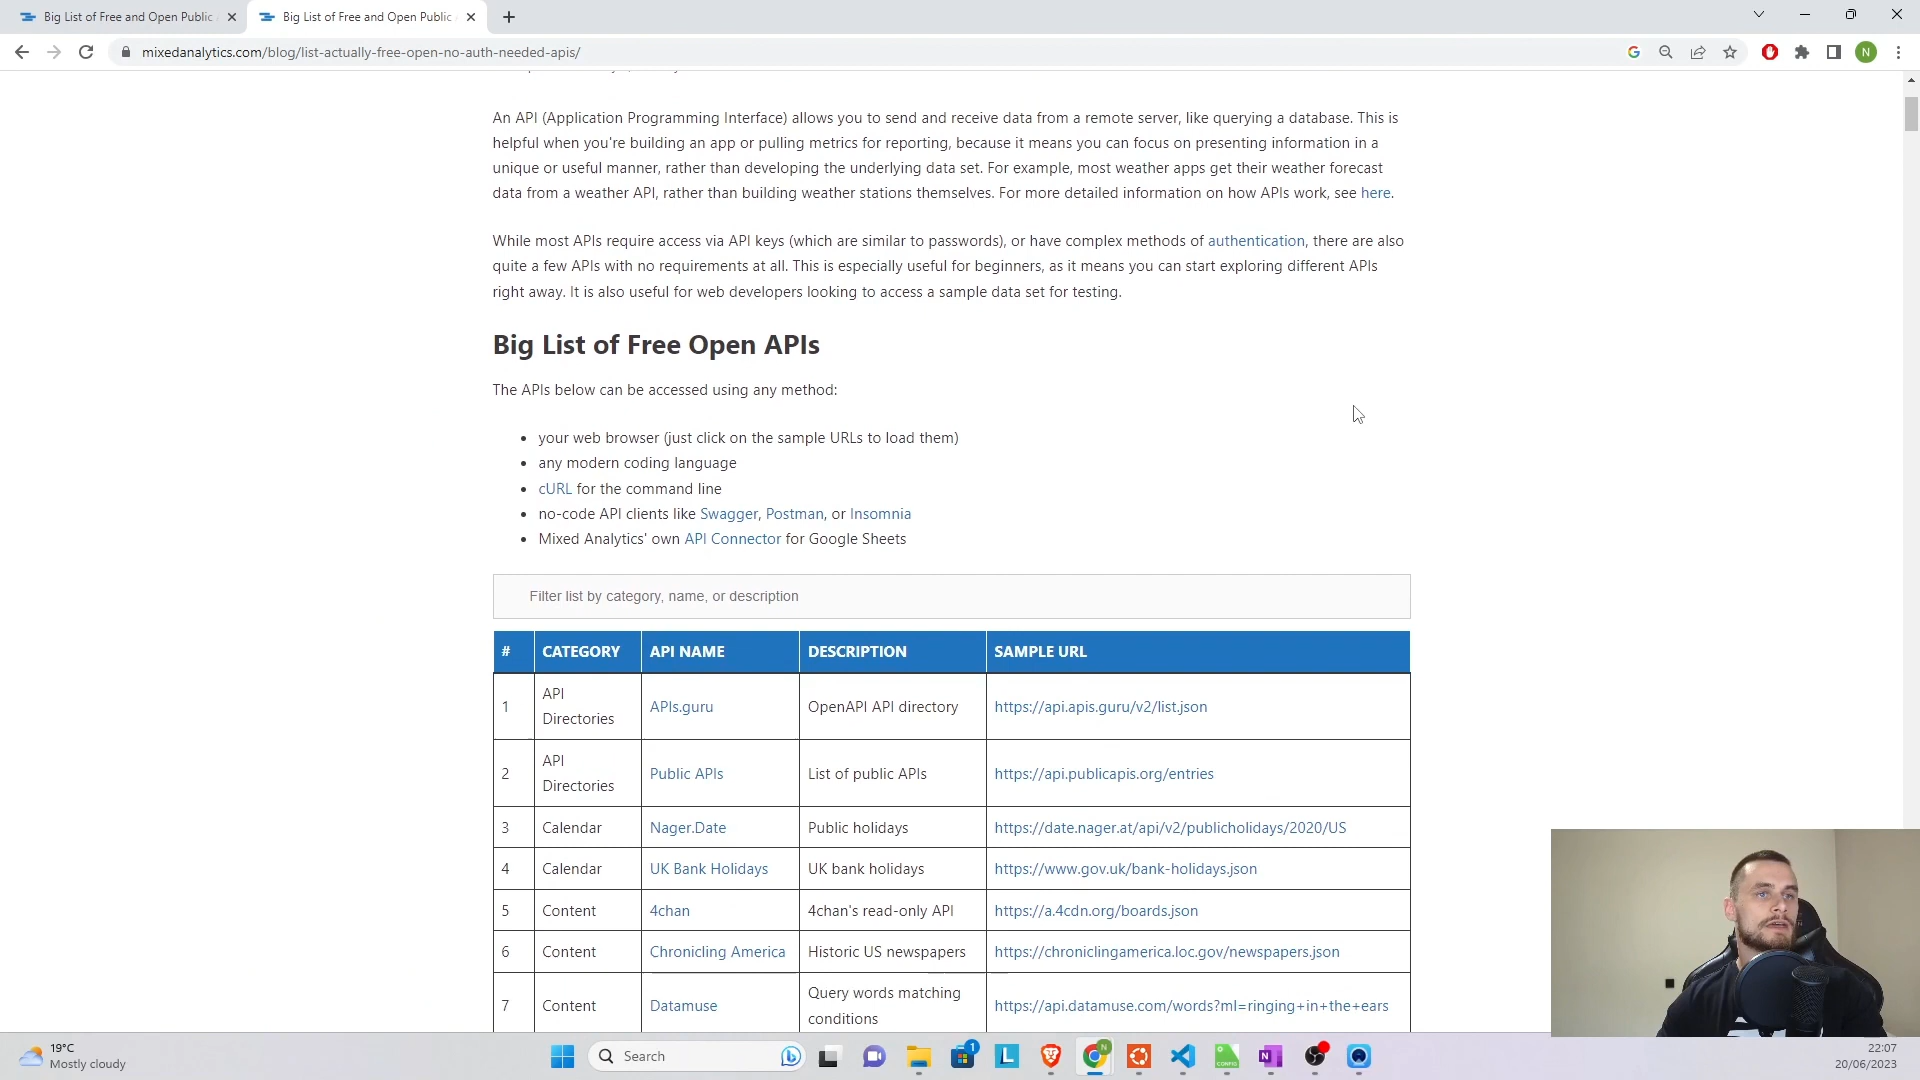 Big List of Free and Open Public
Big List of Free and Open Public
mixedanalytics.com/blog/list-actually-free-open-no-auth-needed-apis/
N
An API (Application Programming Interface) allows you to send and receive data from a remote server, like querying a database. This is
helpful when you're building an app or pulling metrics for reporting, because it means you can focus on presenting information in a
unique or useful manner, rather than developing the underlying data set. For example, most weather apps get their weather forecast
data from a weather API, rather than building weather stations themselves. For more detailed information on how APIs work, see here.
While most APIs require access via API keys (which are similar to passwords), or have complex methods of authentication, there are also
quite a few APIs with no requirements at all. This is especially useful for beginners, as it means you can start exploring different APIs
right away. It is also useful for web developers looking to access a sample data set for testing.
Big List of Free Open APIs
The APIs below can be accessed using any method:
• your web browser (just click on the sample URLs to load them)
• any modern coding language
• cURL for the command line
• no-code API clients like Swagger, Postman, or Insomnia
• Mixed Analytics' own API Connector for Google Sheets
Filter list by category, name, or description
# CATEGORY API NAME DESCRIPTION SAMPLE URL
1 API Directories APIs.guru OpenAPI API directory https://api.apis.guru/v2/list.json
2 API Directories Public APIs List of public APIs https://api.publicapis.org/entries
3 Calendar Nager.Date Public holidays https://date.nager.at/api/v2/publicholidays/2020/US
4 Calendar UK Bank Holidays UK bank holidays https://www.gov.uk/bank-holidays.json
5 Content 4chan 4chan's read-only API https://a.4cdn.org/boards.json
6 Content Chronicling America Historic US newspapers https://chroniclingamerica.loc.gov/newspapers.json
7 Content Datamuse Query words matching conditions https://api.datamuse.com/words?ml=ringing+in+the+ears
19°C
Mostly cloudy
Search
1
L
N
CONFIG
N
22:07
20/06/2023